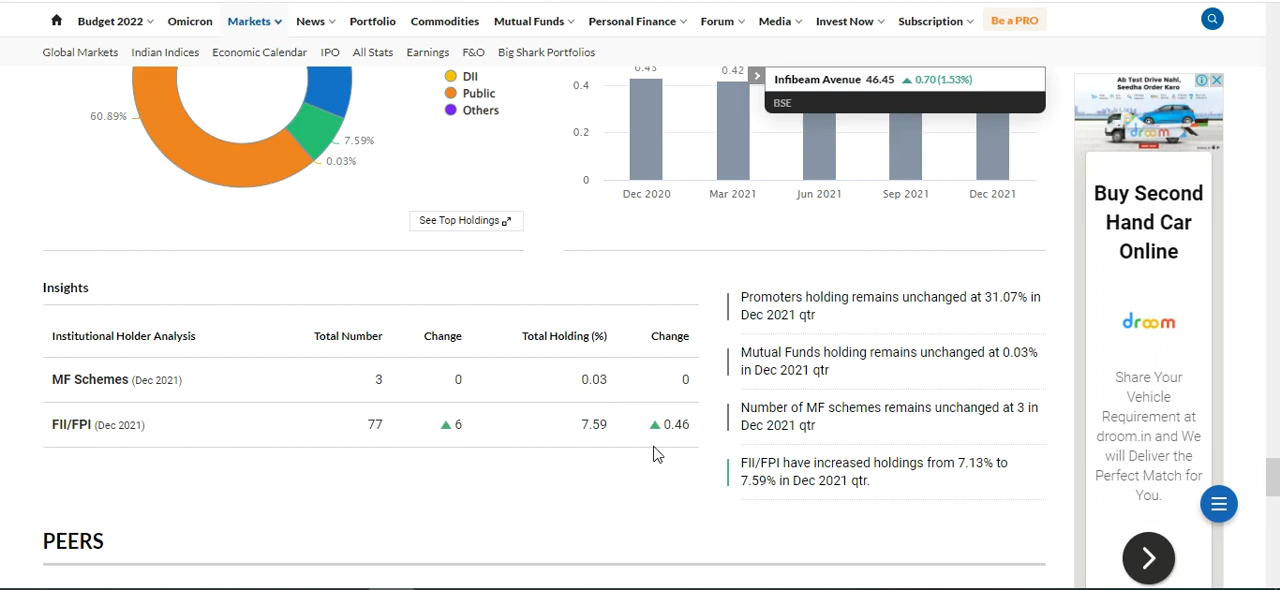 Budget 2022 Omicron Markets News Portfolio Commodities Mutual Funds Personal Finance Forum Media Invest Now Subscription Be a PRO
Global Markets Indian Indices Economic Calendar IPO All Stats Earnings F&O Big Shark Portfolios
60.89%
7.59%
0.03%
DII
Public
Others
See Top Holdings
0.45
0.42
0.4
0.2
0
Dec 2020 Mar 2021 Jun 2021 Sep 2021 Dec 2021
Infibeam Avenue 46.45 0.70 (1.53%)
BSE
Insights
Institutional Holder Analysis Total Number Change Total Holding (%) Change
MF Schemes (Dec 2021) 3 0 0.03 0
FII/FPI (Dec 2021) 77 6 7.59 0.46
Promoters holding remains unchanged at 31.07% in
Dec 2021 qtr
Mutual Funds holding remains unchanged at 0.03%
in Dec 2021 qtr
Number of MF schemes remains unchanged at 3 in
Dec 2021 qtr
FII/FPI have increased holdings from 7.13% to
7.59% in Dec 2021 qtr.
PEERS
Ab Test Drive Nahi,
Seedha Order Karo
droom
Buy Second
Hand Car
Online
droom
Share Your
Vehicle
Requirement at
droom.in and We
will Deliver the
Perfect Match for
You.